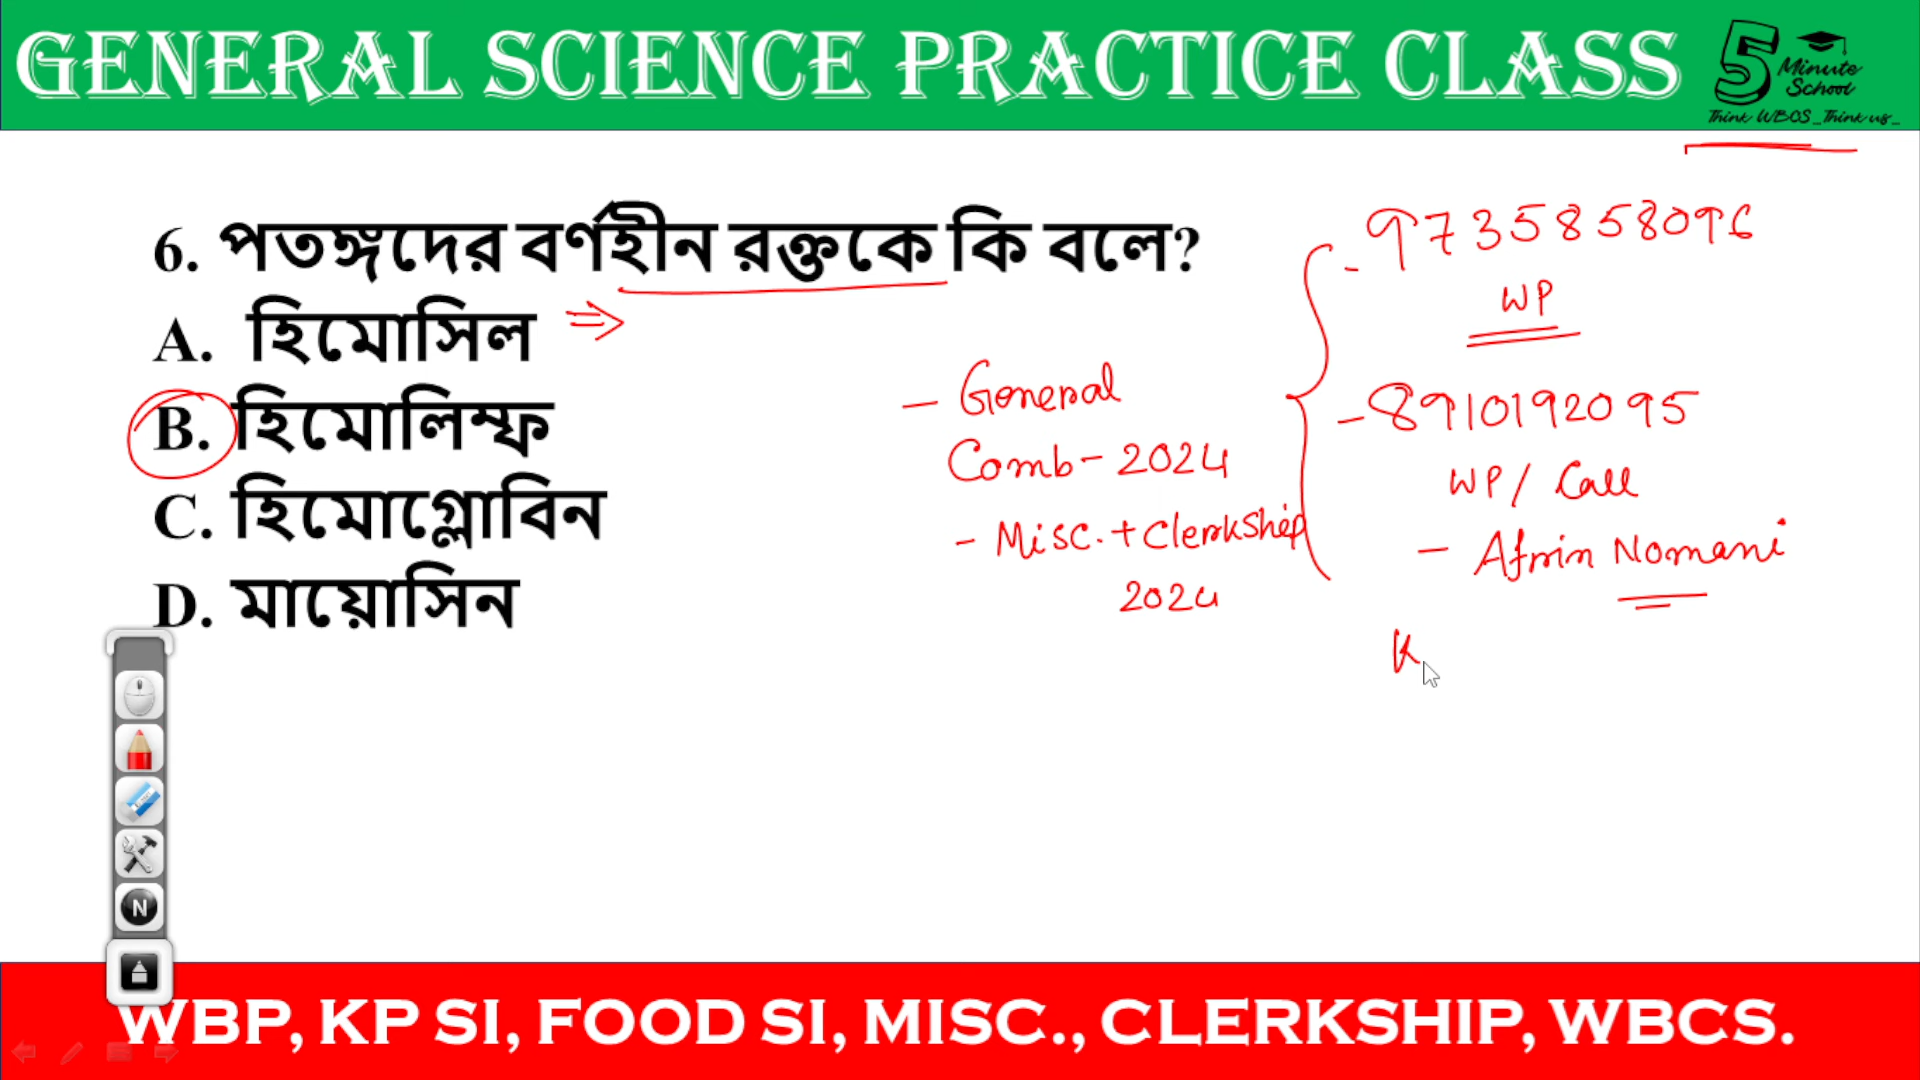 GENERAL SCIENCE PRACTICE CLASS
5 Minute School
Think WBCS_Think us_
6. পতঙ্গদের বর্ণহীন রক্তকে কি বলে?
A. হিমোসিল
B. হিমোলিম্ফ
C. হিমোগ্লোবিন
D. মায়োসিন
- General
Comb - 2024
- Misc. + Clerkship
2024
- 9735858096
WP
- 8910192095
WP / Call
- Afrin Nomani
K
N
WBP, KP SI, FOOD SI, MISC., CLERKSHIP, WBCS.